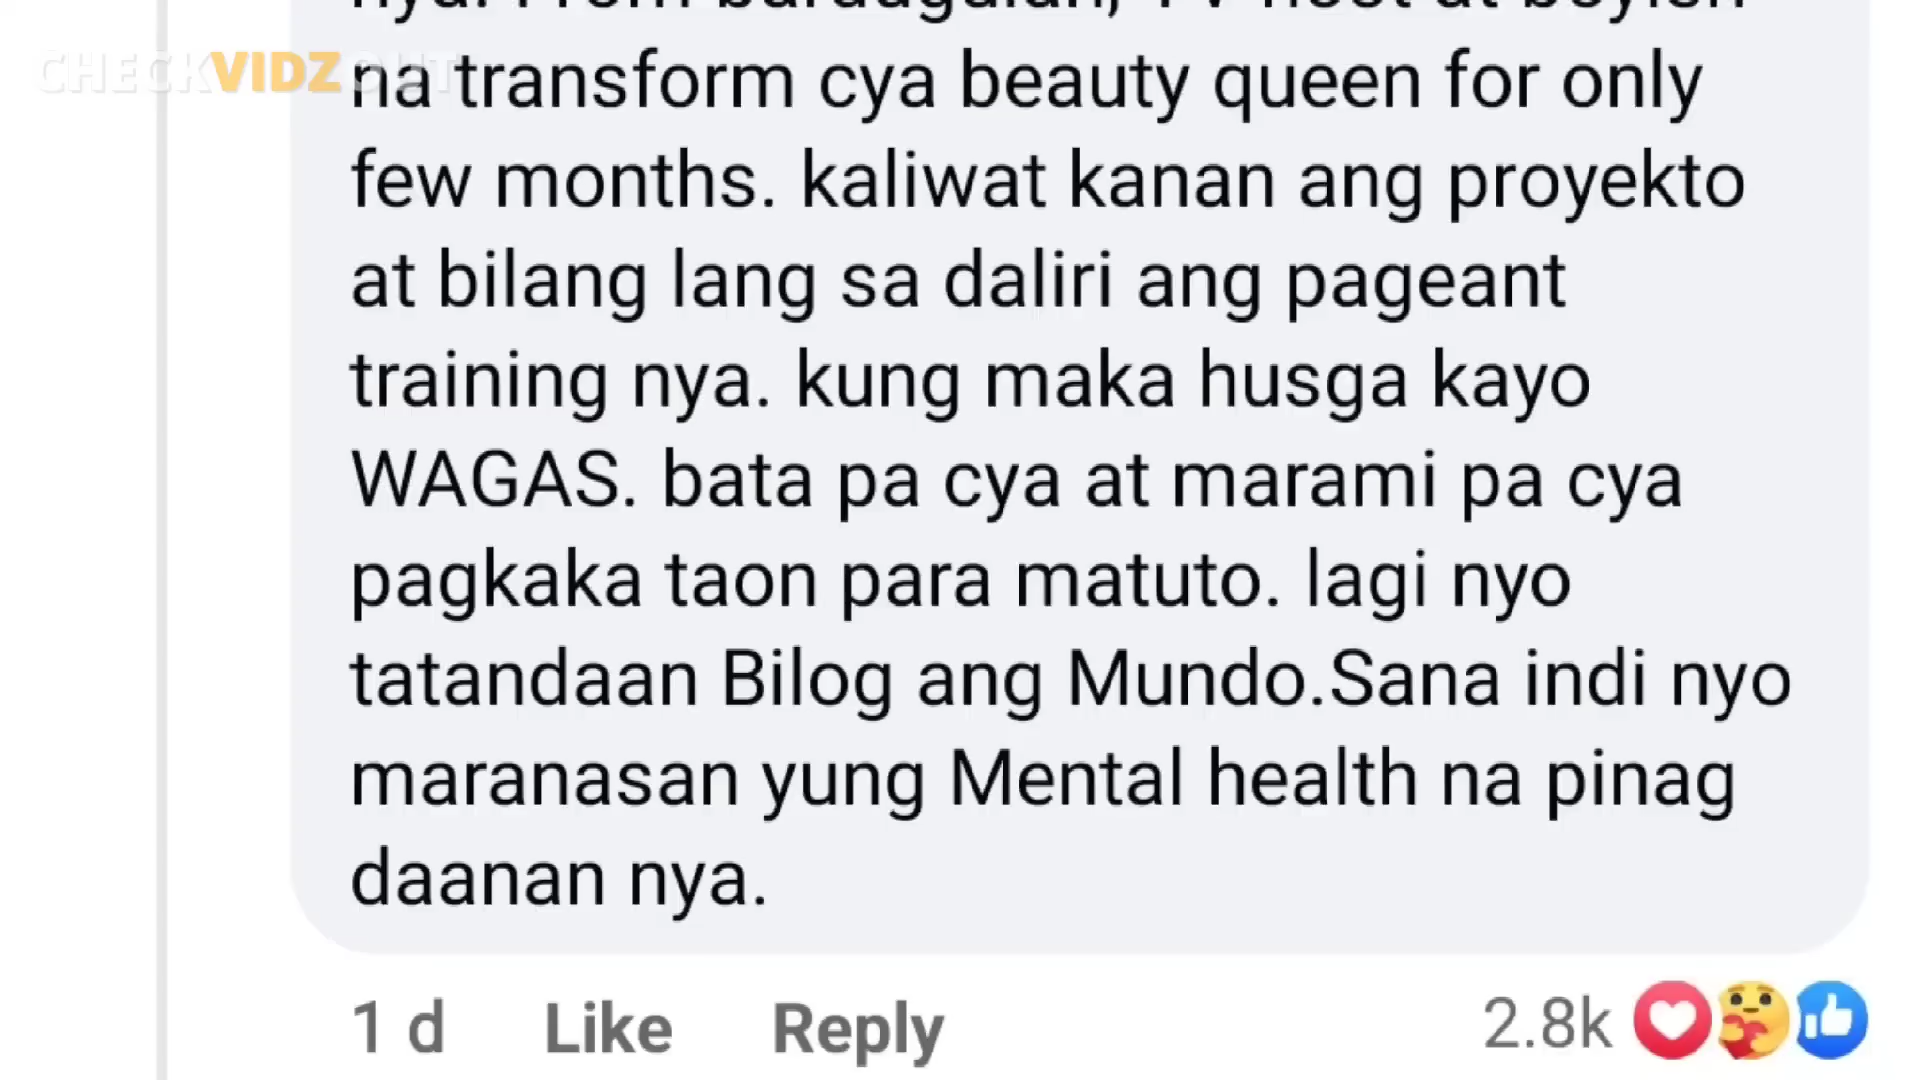 CHECKVIDZOUT
na transform cya beauty queen for only
few months. kaliwat kanan ang proyekto
at bilang lang sa daliri ang pageant
training nya. kung maka husga kayo
WAGAS. bata pa cya at marami pa cya
pagkaka taon para matuto. lagi nyo
tatandaan Bilog ang Mundo.Sana indi nyo
maranasan yung Mental health na pinag
daanan nya.
1 d Like Reply 2.8k